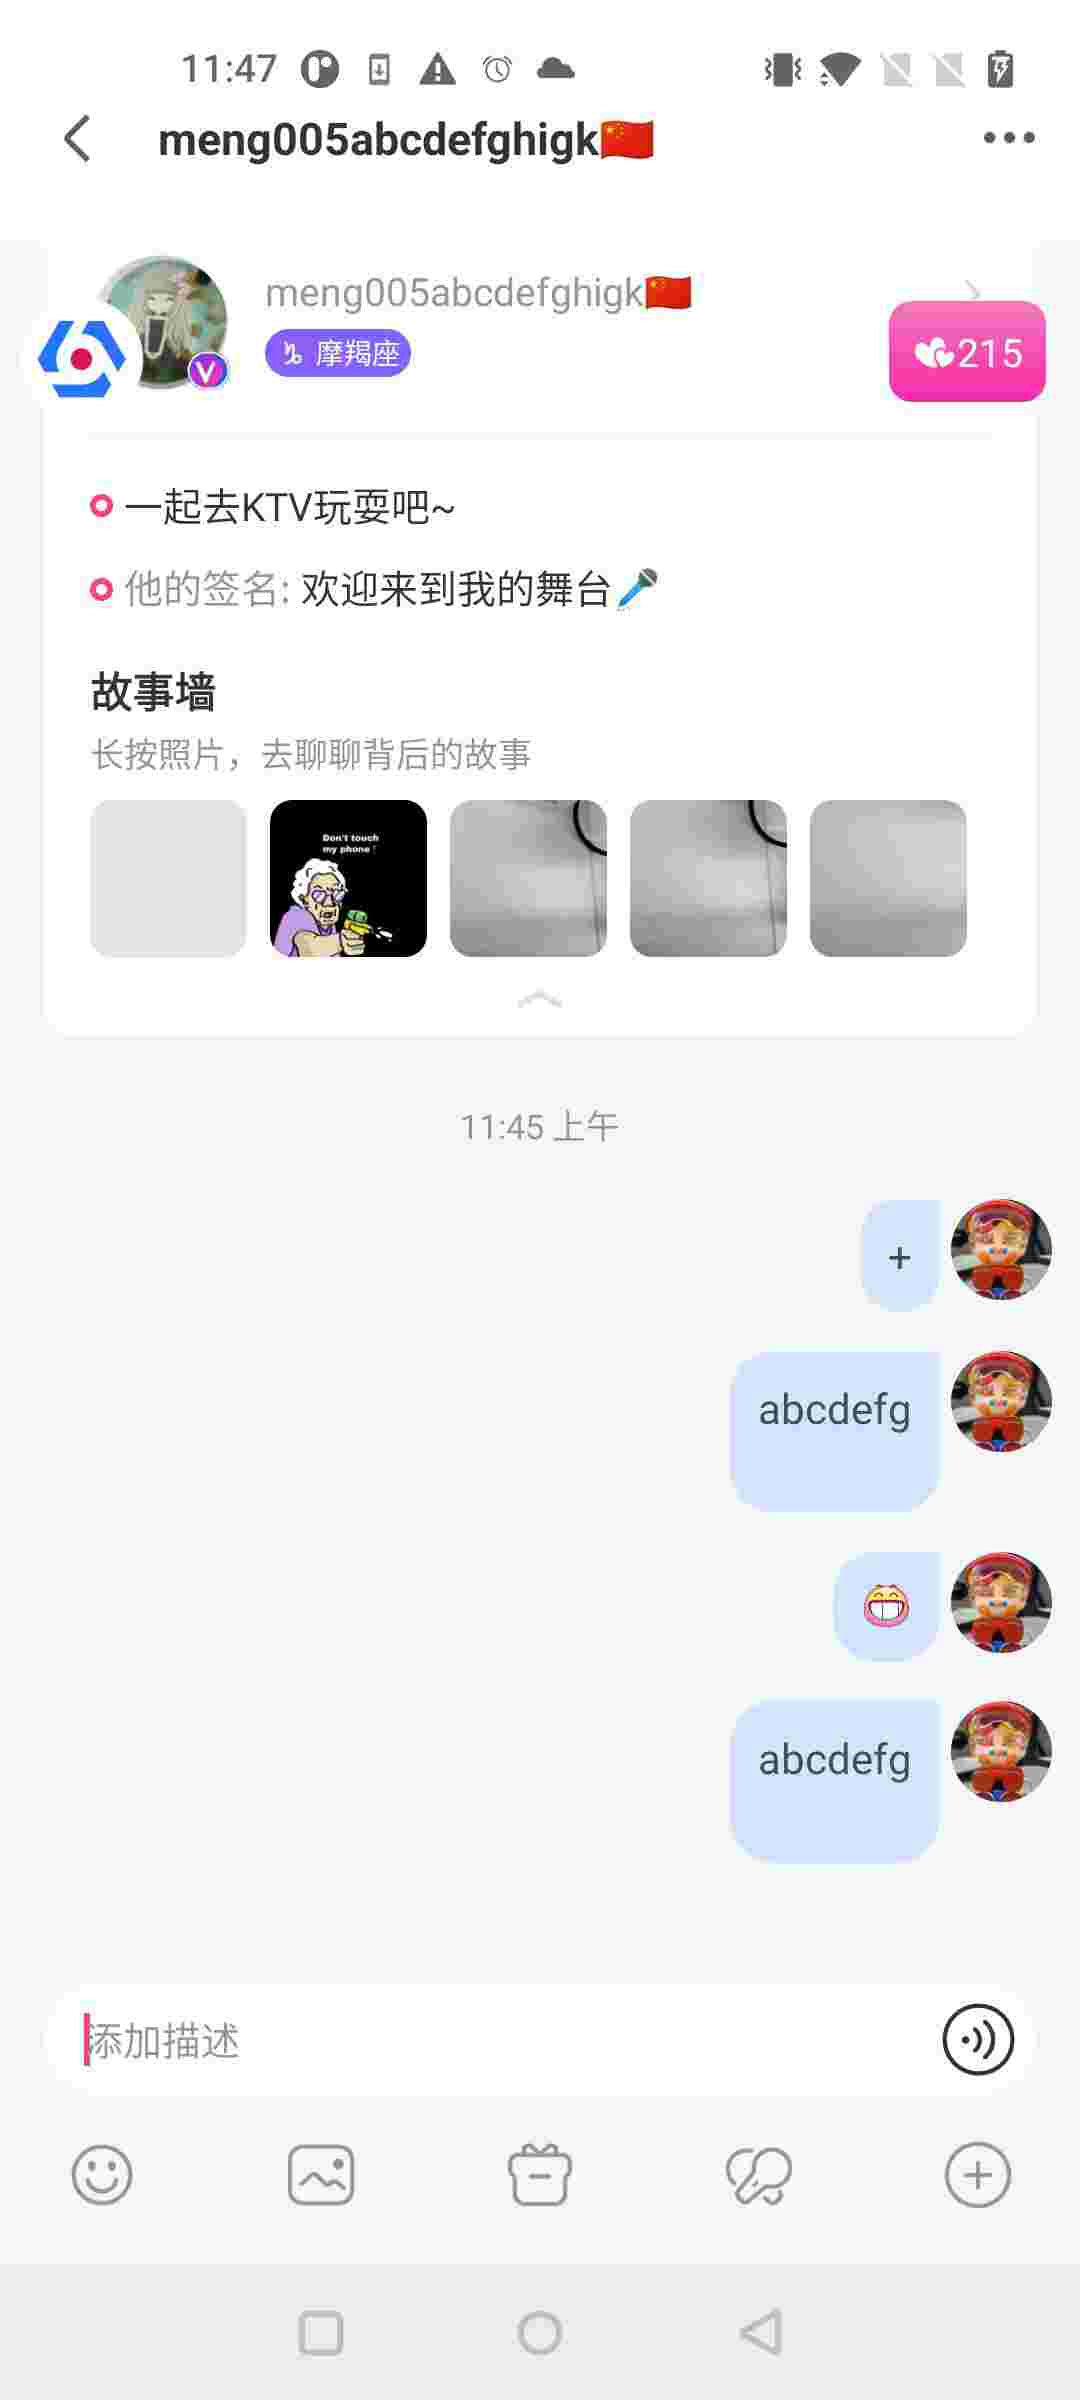 11:47
meng005abcdefghigk🇨🇳
meng005abcdefghigk🇨🇳
摩羯座
215
一起去KTV玩耍吧~
他的签名: 欢迎来到我的舞台🎤
故事墙
长按照片，去聊聊背后的故事
Don't touch
my phone !
11:45 上午
+
abcdefg
abcdefg
添加描述